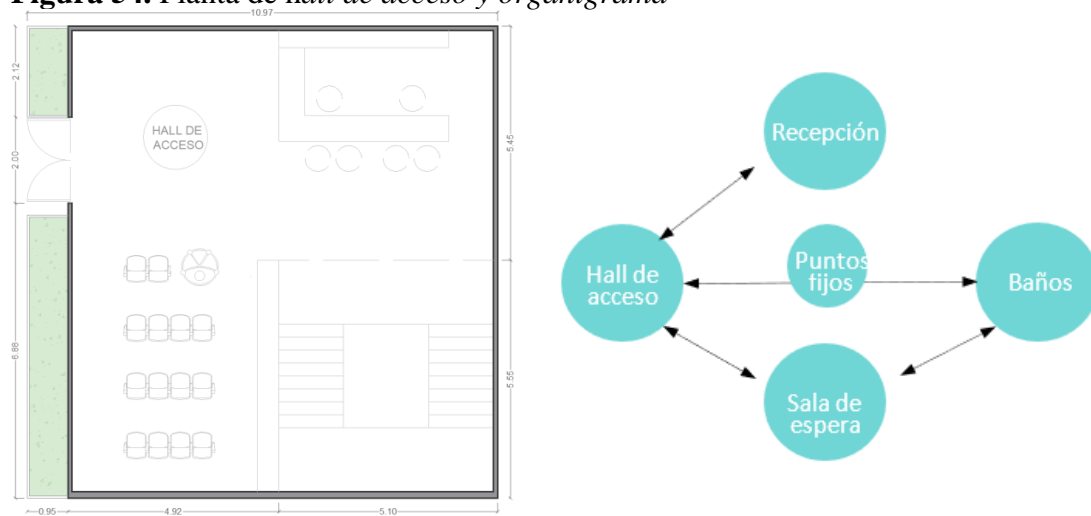 Figura 34. Planta de hall de acceso y organigrama
10.97
2.12
HALL DE
ACCESO
2.00
5.45
6.86
5.55
0.95
4.92
5.10
Recepción
Puntos
fijos
Hall de
acceso
Baños
Sala de
espera